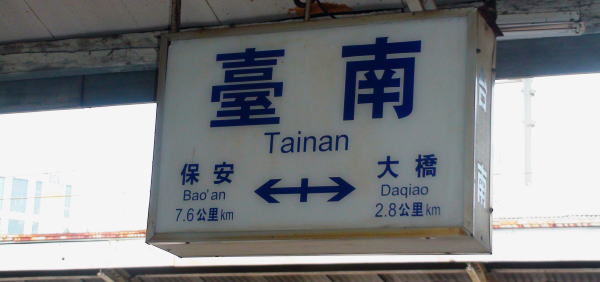 臺南
Tainan
保安 大橋
Bao'an Daqiao
7.6公里km 2.8公里km